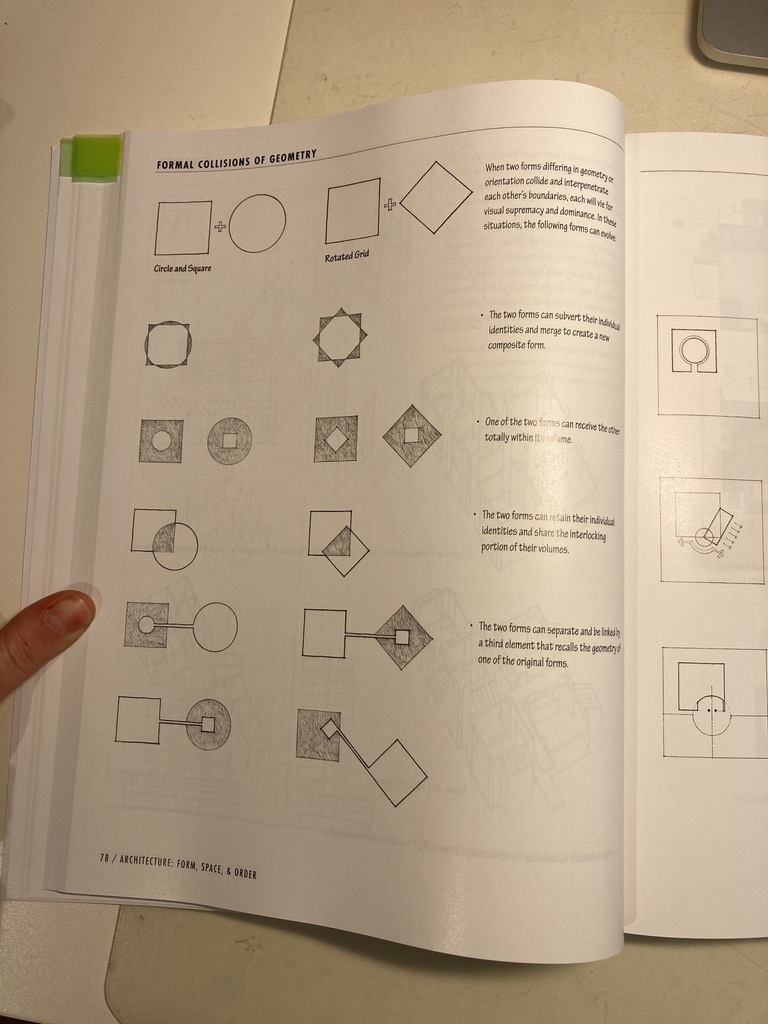 FORMAL COLLISIONS OF GEOMETRY
When two forms differing in geometry or
orientation collide and interpenetrate
each other's boundaries, each will vie for
visual supremacy and dominance. In these
situations, the following forms can evolve:
Circle and Square
Rotated Grid
• The two forms can subvert their individual
identities and merge to create a new
composite form.
• One of the two forms can receive the other
totally within its volume.
• The two forms can retain their individual
identities and share the interlocking
portion of their volumes.
• The two forms can separate and be linked by
a third element that recalls the geometry of
one of the original forms.
78 / ARCHITECTURE: FORM, SPACE, & ORDER